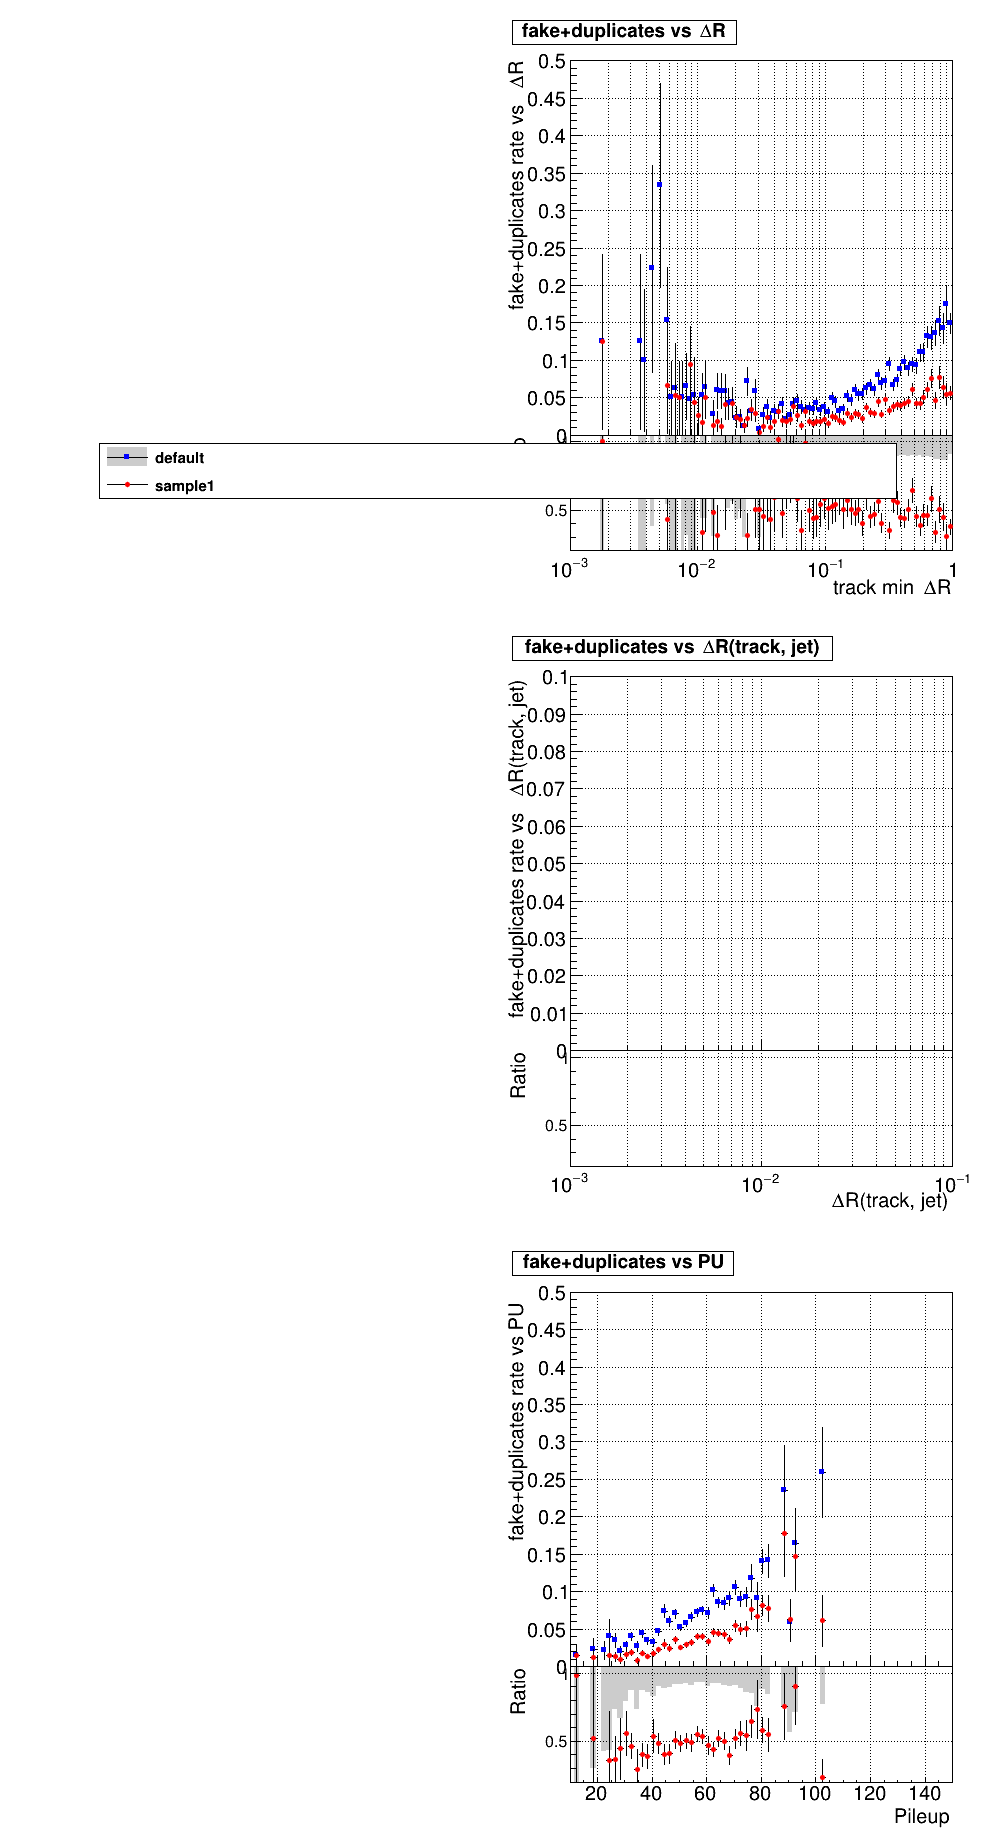 fake+duplicates vs ΔR
fake+duplicates rate vs ΔR
0.5
0.45
0.4
0.35
0.3
0.25
0.2
0.15
0.1
0.05
0
default
sample1
0.5
10⁻³ 10⁻² 10⁻¹ 1
track min ΔR
fake+duplicates vs ΔR(track, jet)
fake+duplicates rate vs ΔR(track, jet)
0.1
0.09
0.08
0.07
0.06
0.05
0.04
0.03
0.02
0.01
0
1
Ratio
0.5
10⁻³ 10⁻² 10⁻¹
ΔR(track, jet)
fake+duplicates vs PU
fake+duplicates rate vs PU
0.5
0.45
0.4
0.35
0.3
0.25
0.2
0.15
0.1
0.05
0
1
Ratio
0.5
20 40 60 80 100 120 140
Pileup